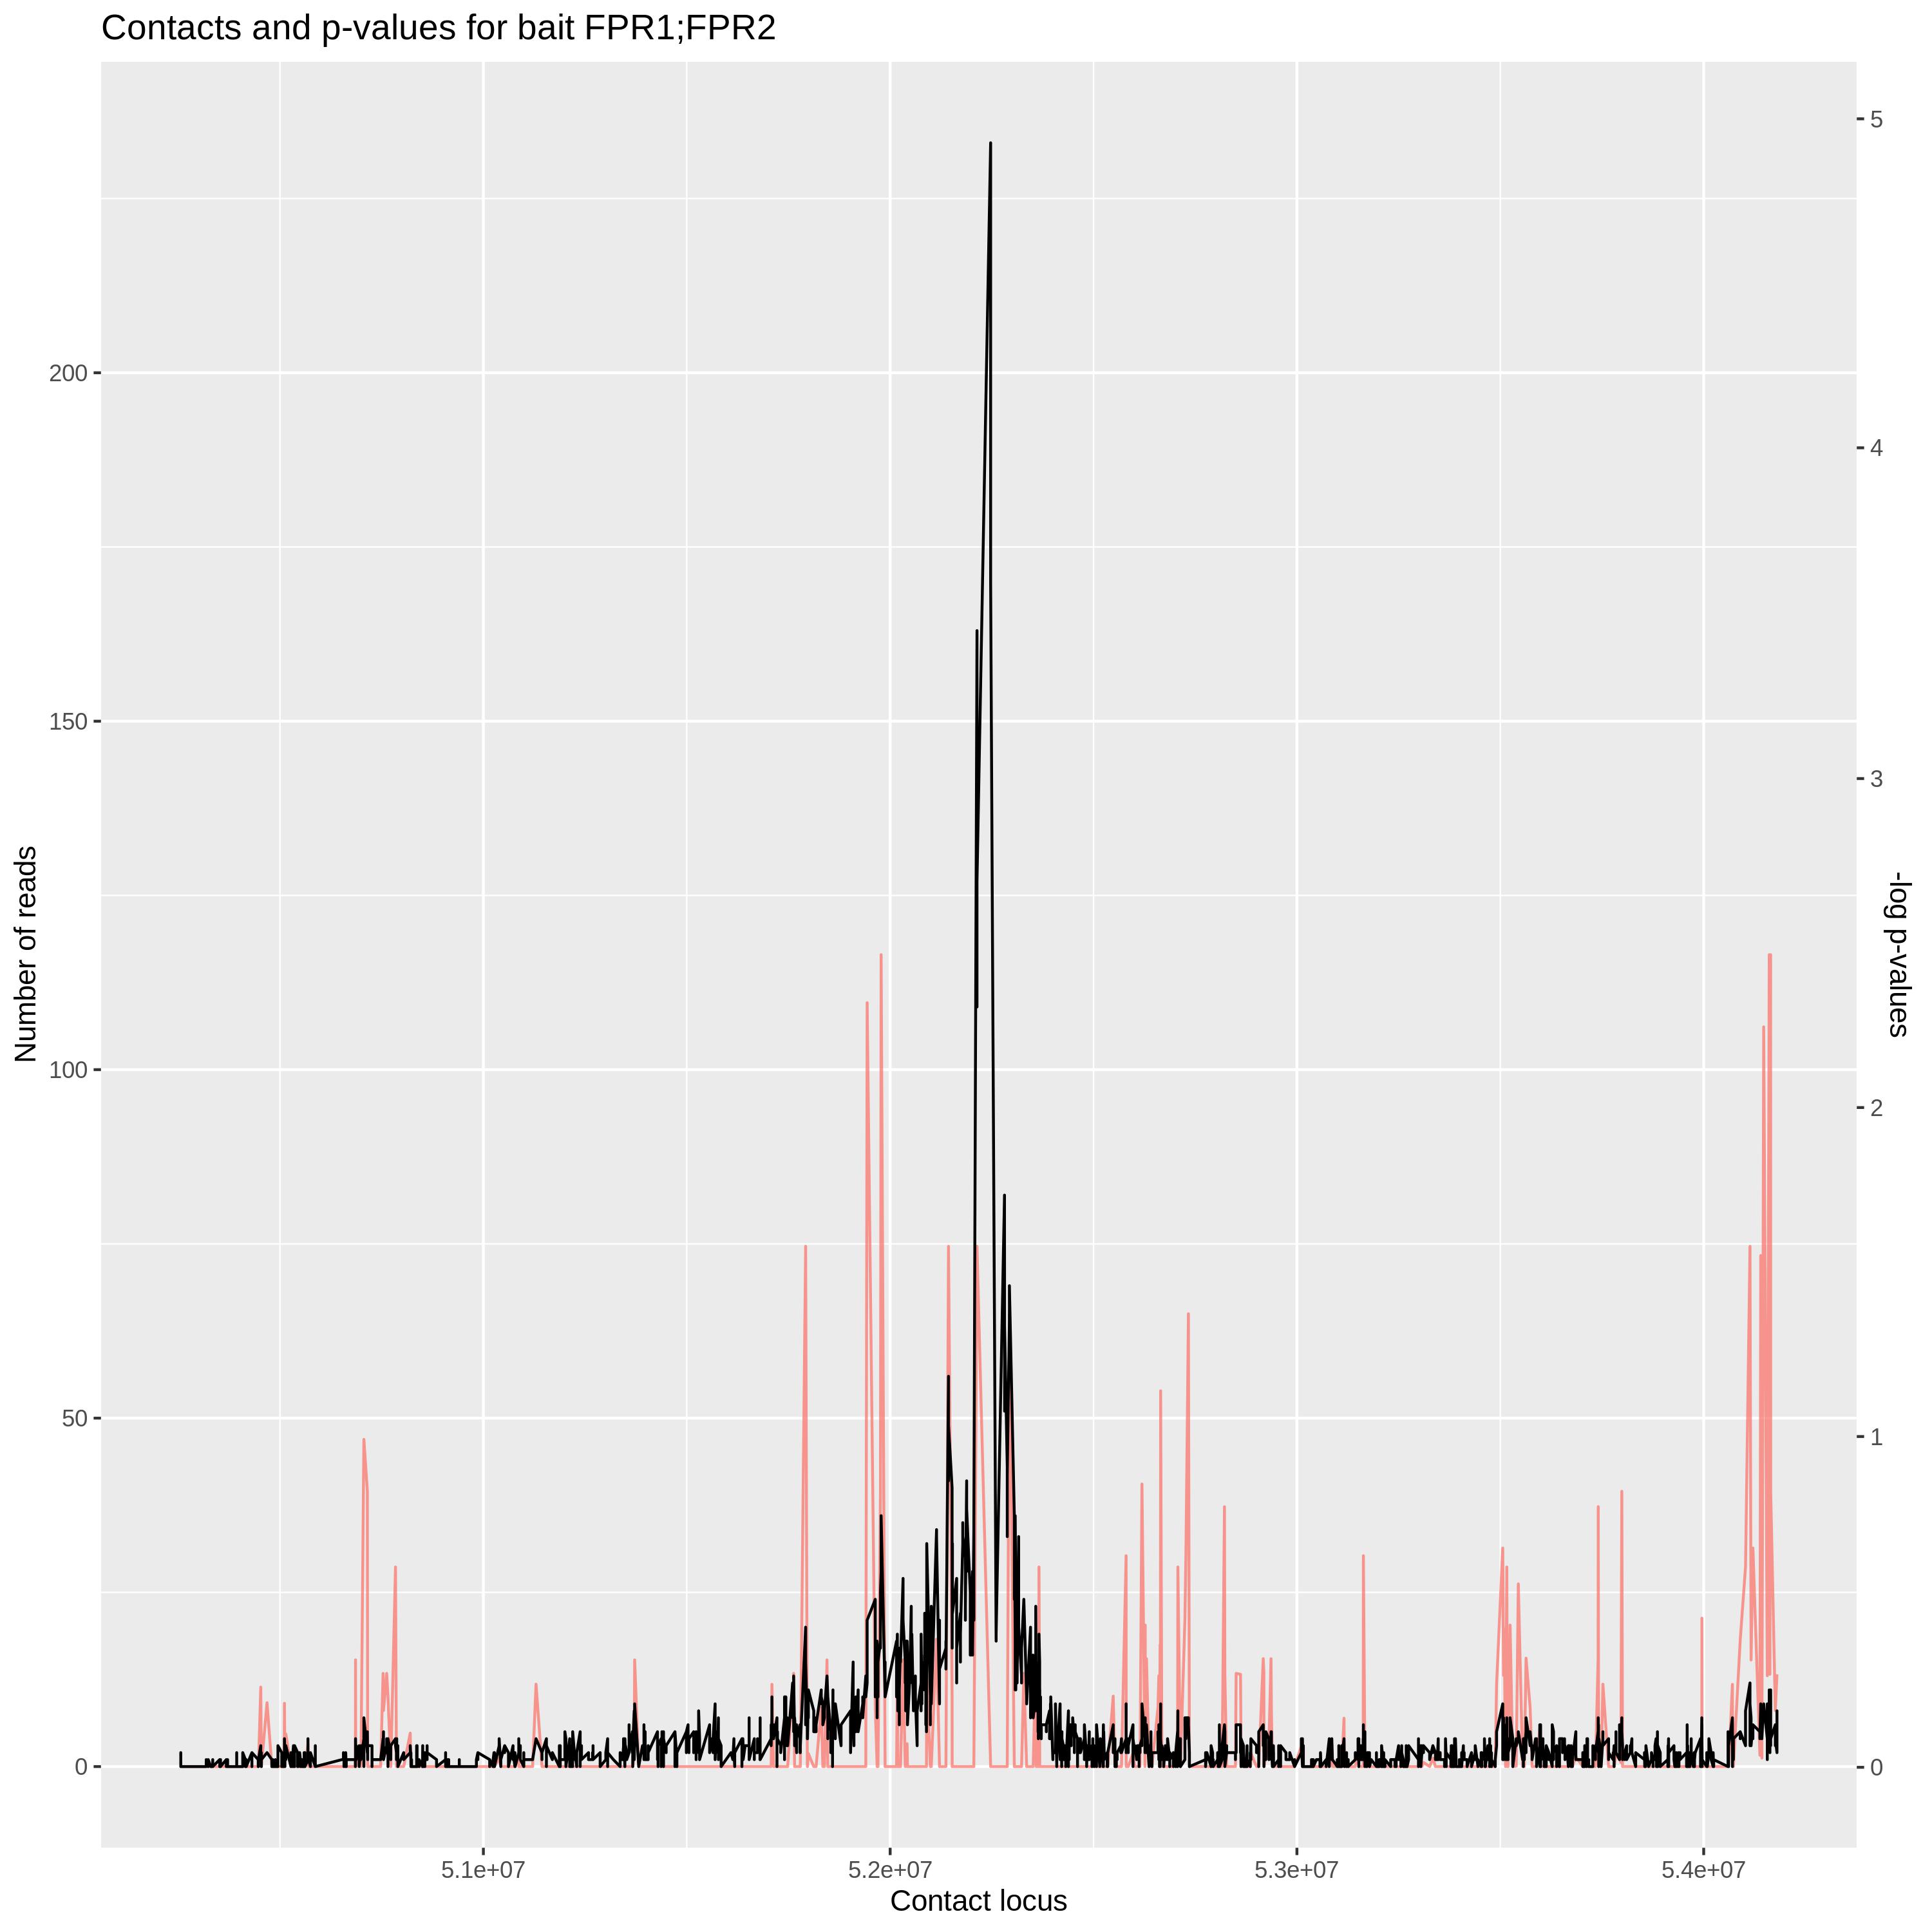 Contacts and p-values for bait FPR1;FPR2
Number of reads
200
150
100
50
0
5
4
3
2
1
0
-log p-values
5.1e+07
5.2e+07
5.3e+07
5.4e+07
Contact locus